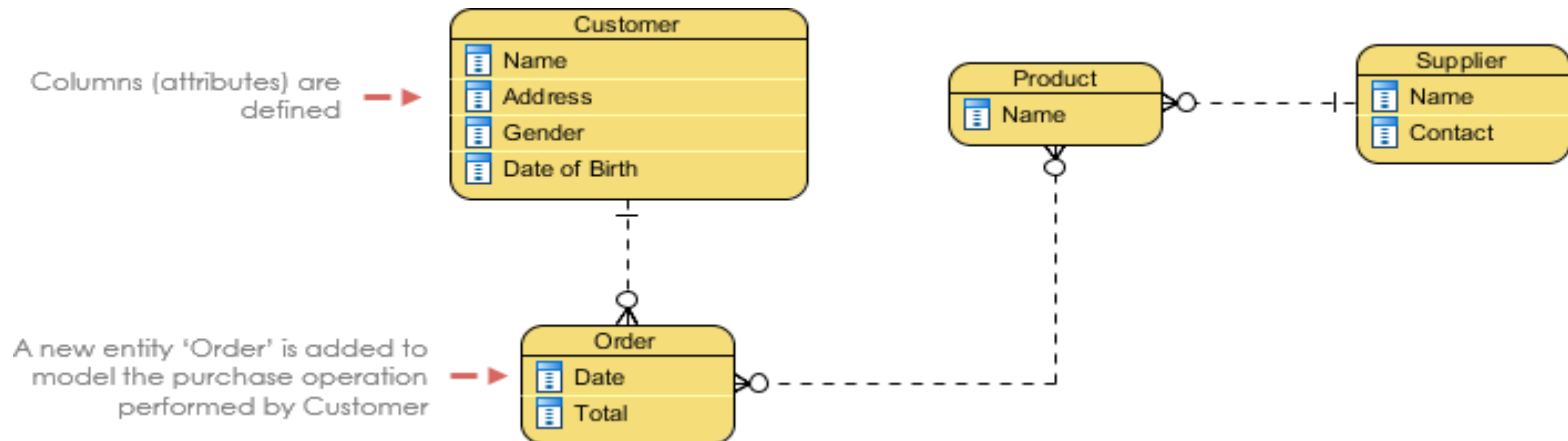 Customer
Name
Address
Gender
Date of Birth
Columns (attributes) are
defined
Product
Name
Supplier
Name
Contact
A new entity ‘Order’ is added to
model the purchase operation
performed by Customer
Order
Date
Total